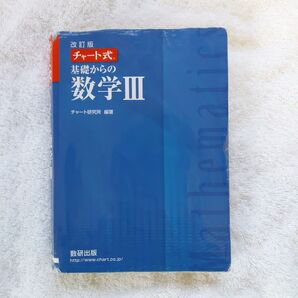 改訂版
チャート式®
基礎からの
数学III
チャート研究所 編著
mathematics
数研出版
http://www.chart.co.jp/